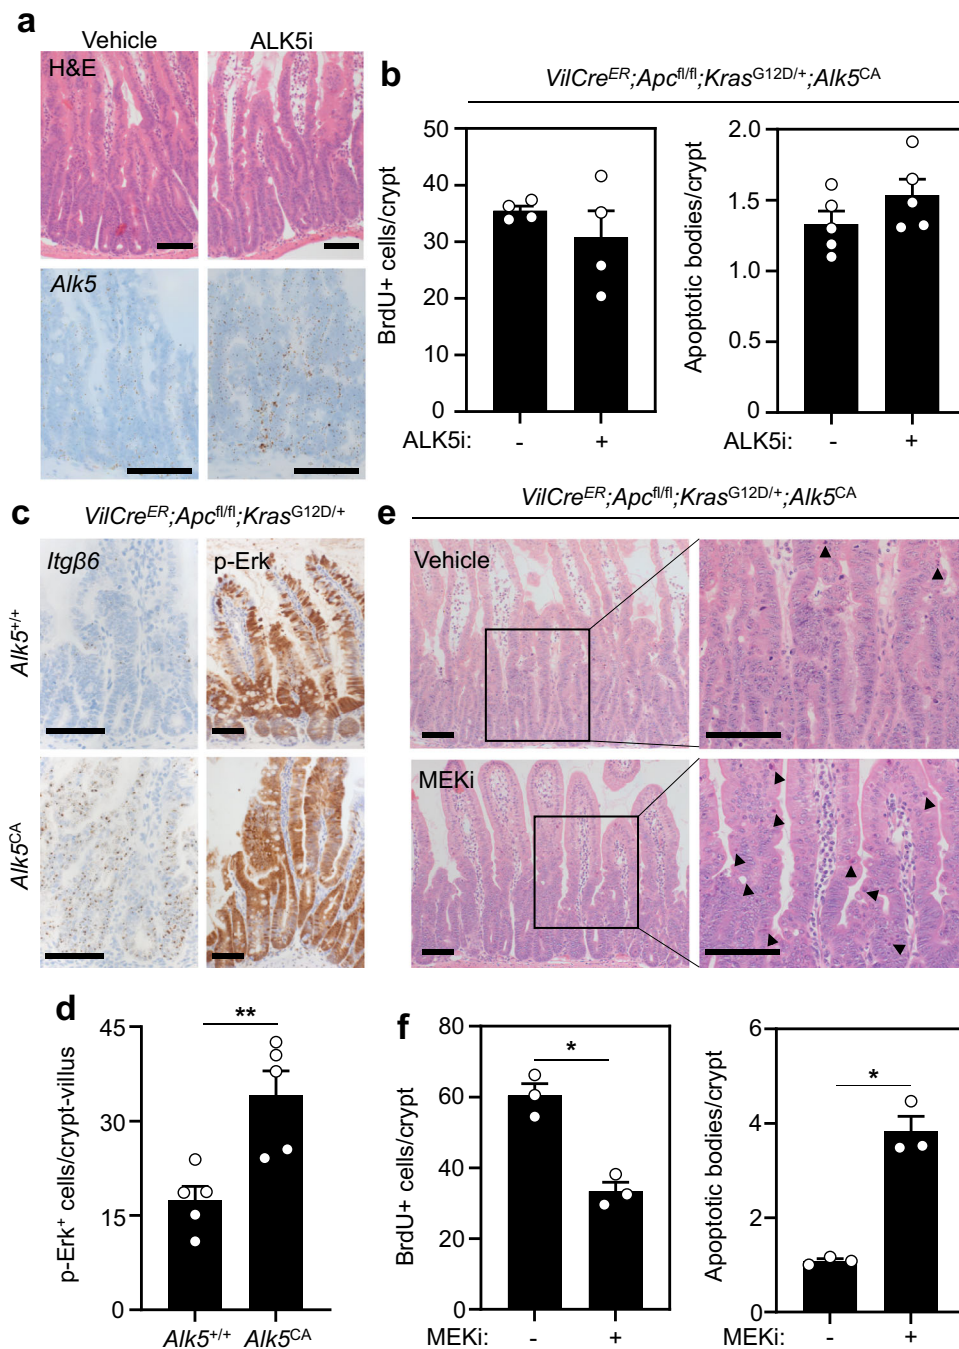 a
Vehicle
ALK5i
H&E
Alk5
b
VilCreER;Apcfl/fl;KrasG12D/+;Alk5CA
BrdU+ cells/crypt
50
40
30
20
10
0
ALK5i:
-
+
Apoptotic bodies/crypt
2.0
1.5
1.0
0.5
0
ALK5i:
-
+
c
VilCreER;Apcfl/fl;KrasG12D/+
Itgβ6
p-Erk
Alk5+/+
Alk5CA
d
p-Erk+ cells/crypt-villus
45
30
15
0
**
Alk5+/+
Alk5CA
VilCreER;Apcfl/fl;KrasG12D/+;Alk5CA
e
Vehicle
MEKi
f
BrdU+ cells/crypt
80
60
40
20
0
*
MEKi:
-
+
Apoptotic bodies/crypt
6
4
2
0
*
MEKi:
-
+